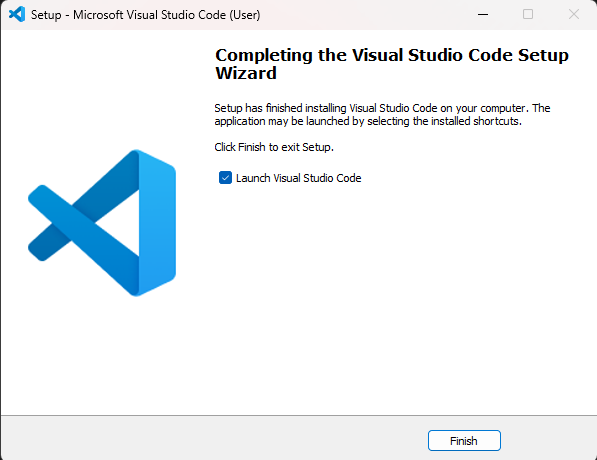 Setup - Microsoft Visual Studio Code (User)
Completing the Visual Studio Code Setup
Wizard
Setup has finished installing Visual Studio Code on your computer. The
application may be launched by selecting the installed shortcuts.
Click Finish to exit Setup.
Launch Visual Studio Code
Finish